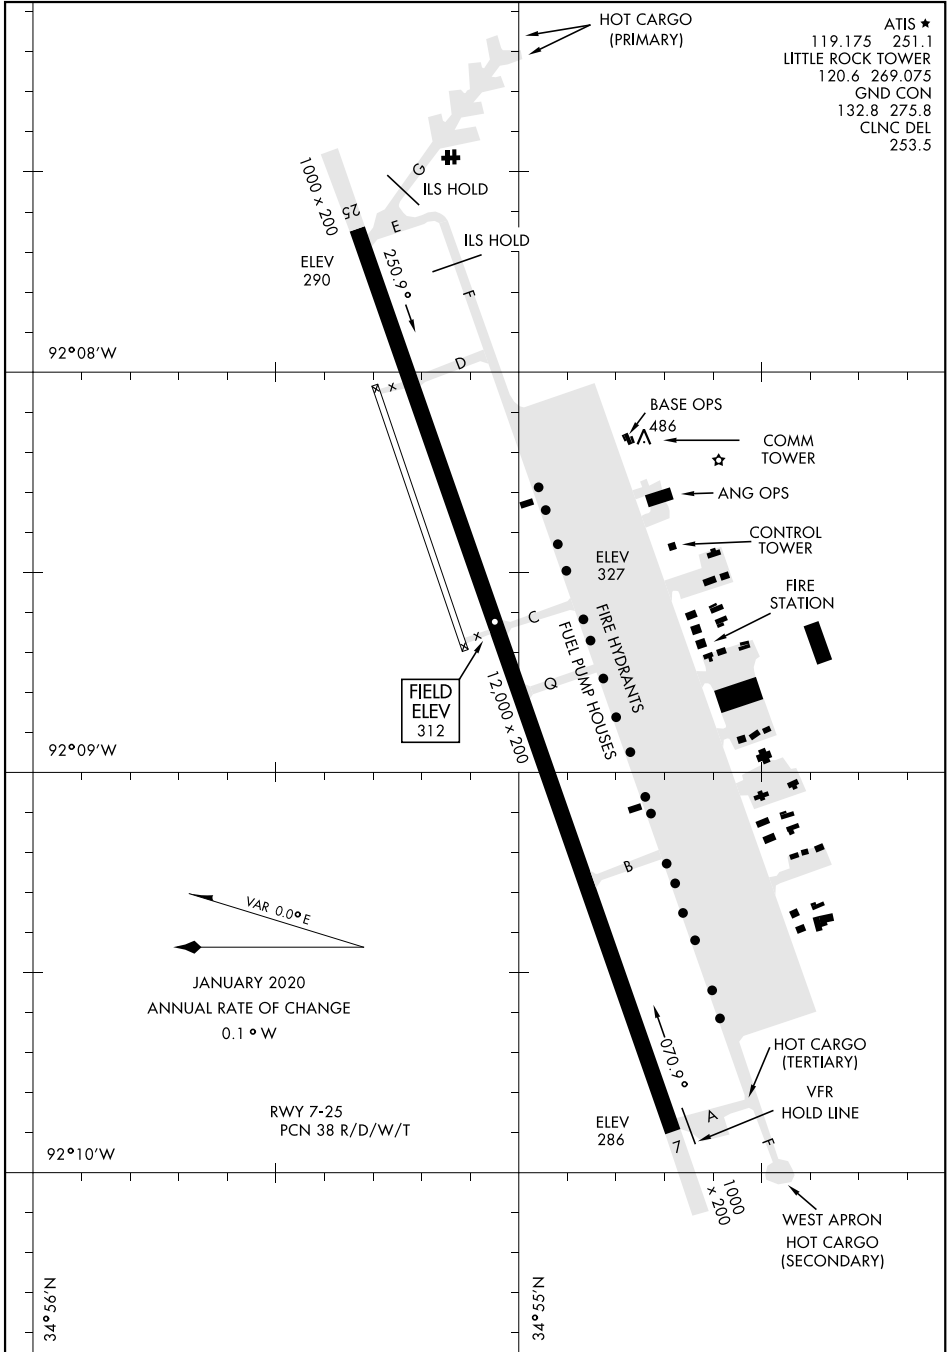 HOT CARGO
(PRIMARY)
ATIS ★
119.175 251.1
LITTLE ROCK TOWER
120.6 269.075
GND CON
132.8 275.8
CLNC DEL
253.5
1000 x 200
G
ILS HOLD
25
E
ILS HOLD
ELEV
290
250.9°
F
92°08'W
D
x
x
BASE OPS
486
COMM
TOWER
ANG OPS
CONTROL
TOWER
ELEV
327
FIRE
STATION
C
FIRE HYDRANTS
FUEL PUMP HOUSES
x
x
Q
FIELD
ELEV
312
12,000 x 200
92°09'W
B
VAR 0.0° E
JANUARY 2020
ANNUAL RATE OF CHANGE
0.1° W
070.9°
HOT CARGO
(TERTIARY)
VFR
HOLD LINE
RWY 7-25
PCN 38 R/D/W/T
ELEV
286
A
7
F
92°10'W
1000
x 200
WEST APRON
HOT CARGO
(SECONDARY)
34°56'N
34°55'N